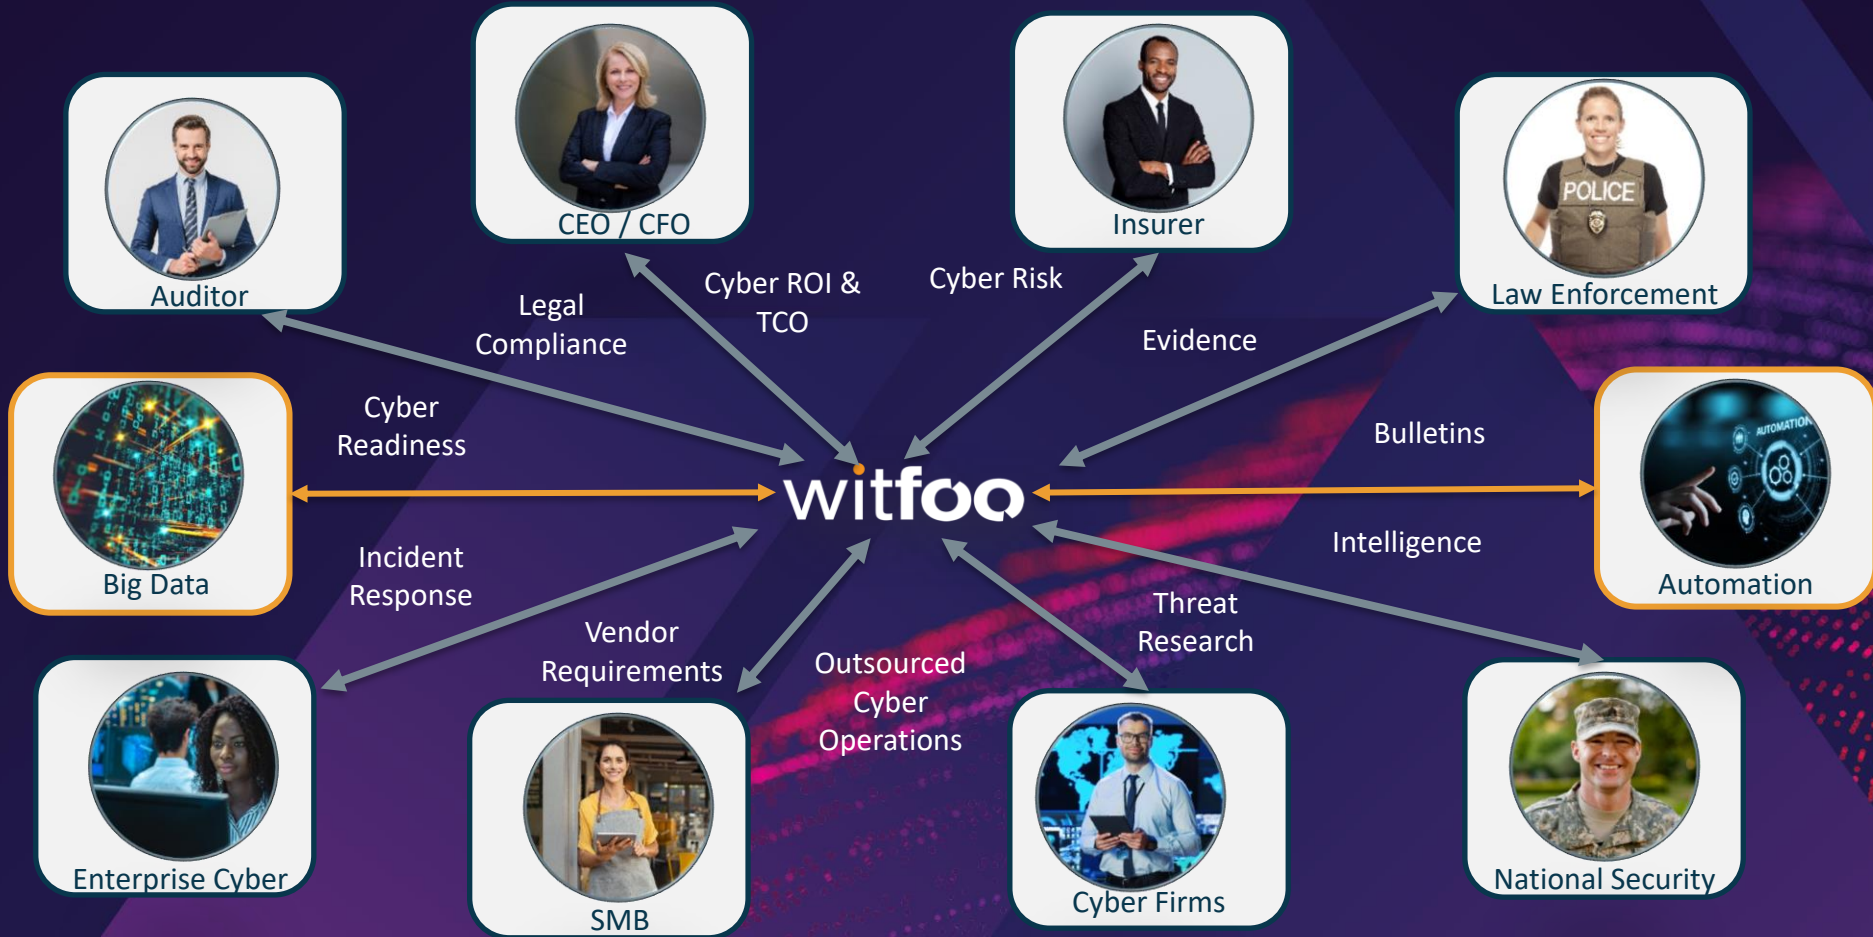 CEO / CFO
Insurer
POLICE
Auditor
Law Enforcement
Cyber ROI &
TCO
Cyber Risk
Legal
Compliance
Evidence
Cyber
Readiness
Bulletins
AUTOMATION
witfoo
Big Data
Automation
Incident
Response
Intelligence
Vendor
Requirements
Outsourced
Cyber
Operations
Threat
Research
Enterprise Cyber
SMB
Cyber Firms
National Security